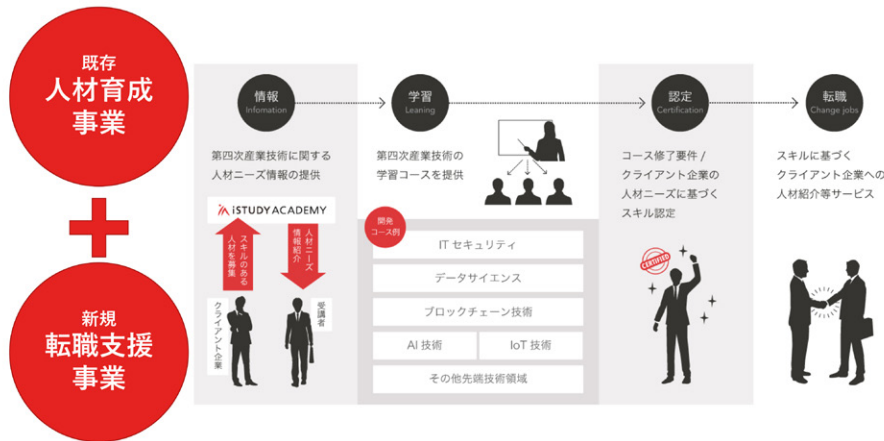 既存
人材育成
事業
新規
転職支援
事業
情報
Infomation
第四次産業技術に関する
人材ニーズ情報の提供
iSTUDY ACADEMY
スキルのある
人材を募集
人材ニーズ
情報紹介
クライアント企業
受講者
学習
Leaning
第四次産業技術の
学習コースを提供
開発
コース例
ITセキュリティ
データサイエンス
ブロックチェーン技術
AI 技術
IoT 技術
その他先端技術領域
認定
Certification
コース修了要件 /
クライアント企業の
人材ニーズに基づく
スキル認定
CERTIFIED
転職
Change jobs
スキルに基づく
クライアント企業への
人材紹介等サービス